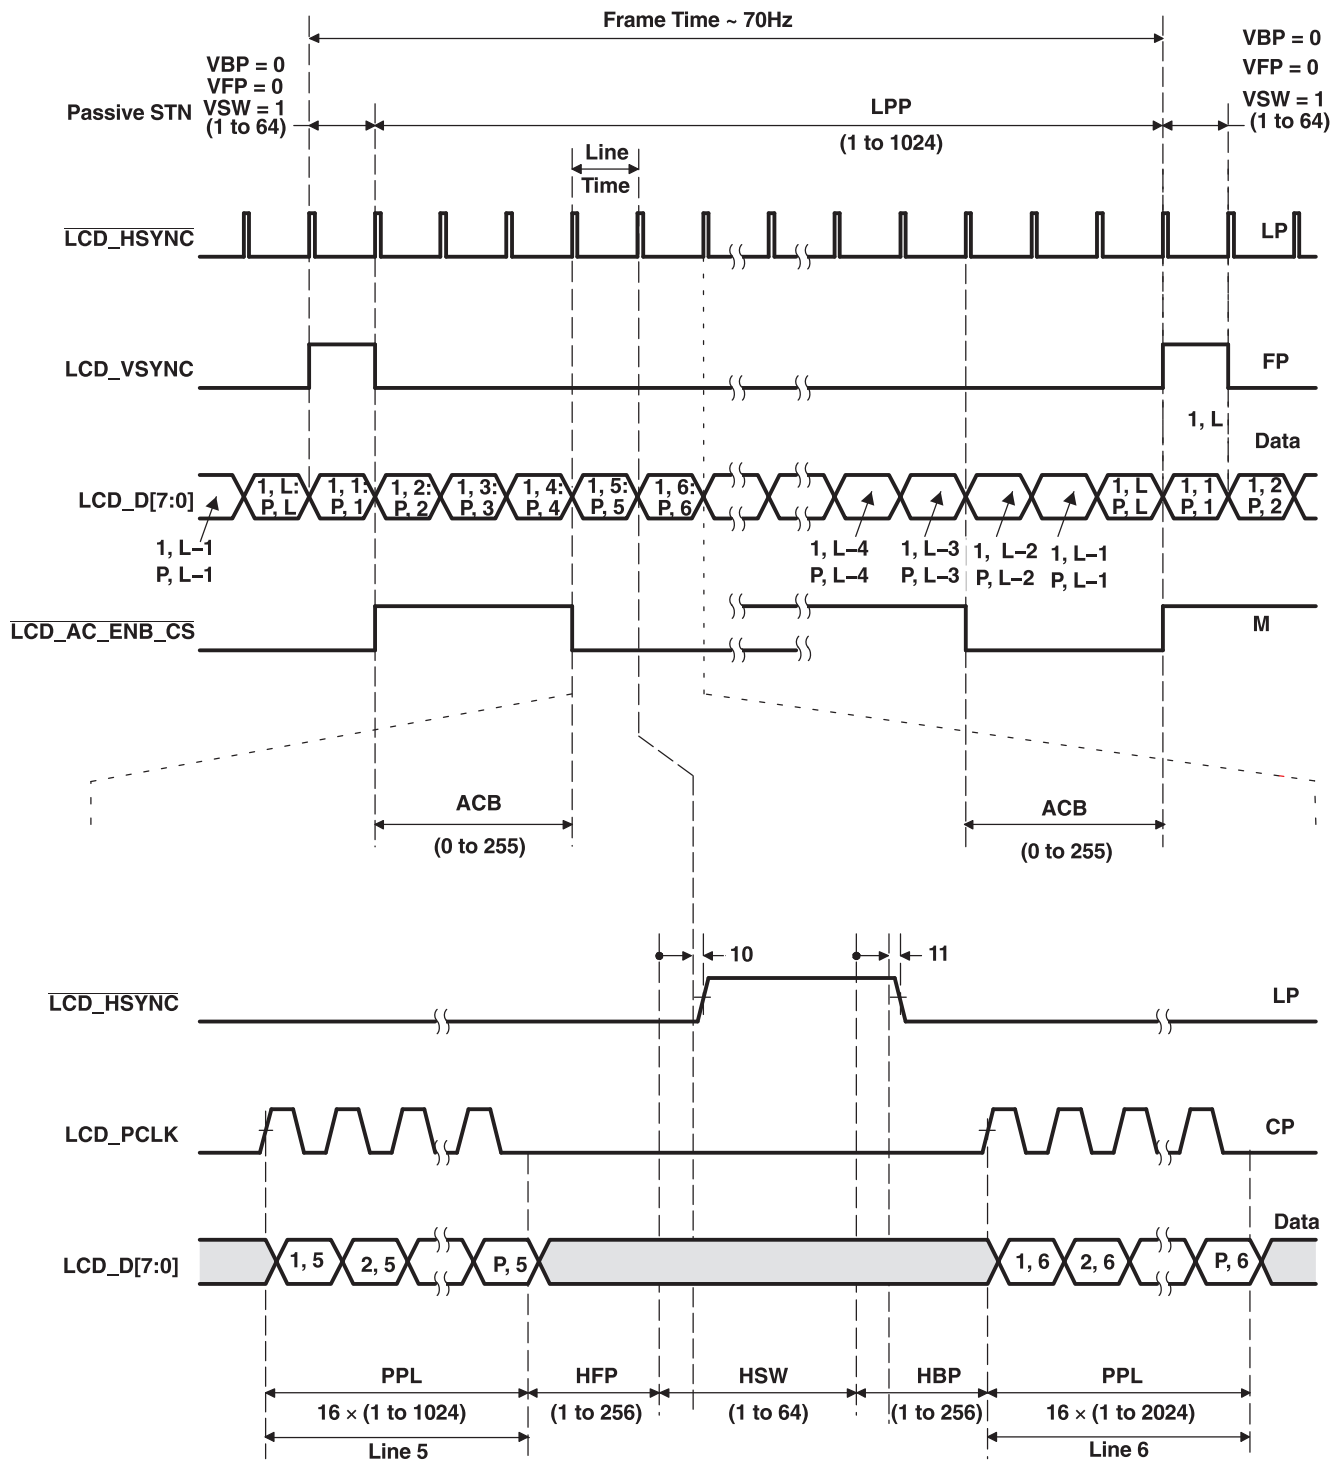 Frame Time ~ 70Hz
VBP = 0
VFP = 0
VSW = 1
(1 to 64)
Passive STN
LPP
(1 to 1024)
VBP = 0
VFP = 0
VSW = 1
(1 to 64)
Line
Time
LCD_HSYNC
LP
LCD_VSYNC
FP
1, L
Data
LCD_D[7:0]
1, L: P, L
1, 1: P, 1
1, 2: P, 2
1, 3: P, 3
1, 4: P, 4
1, 5: P, 5
1, 6: P, 6
1, L P, L
1, 1 P, 1
1, 2 P, 2
1, L–1
P, L–1
1, L–4
P, L–4
1, L–3
P, L–3
1, L–2
P, L–2
1, L–1
P, L–1
LCD_AC_ENB_CS
M
ACB
(0 to 255)
ACB
(0 to 255)
10
11
LCD_HSYNC
LP
LCD_PCLK
CP
Data
LCD_D[7:0]
1, 5
2, 5
P, 5
1, 6
2, 6
P, 6
PPL
16 × (1 to 1024)
Line 5
HFP
(1 to 256)
HSW
(1 to 64)
HBP
(1 to 256)
PPL
16 × (1 to 2024)
Line 6